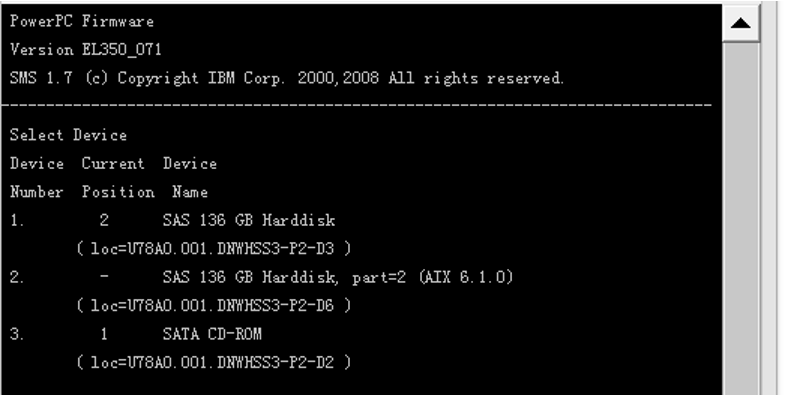 PowerPC Firmware
Version EL350_071
SMS 1.7 (c) Copyright IBM Corp. 2000,2008 All rights reserved.
-------------------------------------------------------------------------------
Select Device
Device Current Device
Number Position Name
1. 2 SAS 136 GB Harddisk
( loc=U78A0.001.DNWHSS3-P2-D3 )
2. - SAS 136 GB Harddisk, part=2 (AIX 6.1.0)
( loc=U78A0.001.DNWHSS3-P2-D6 )
3. 1 SATA CD-ROM
( loc=U78A0.001.DNWHSS3-P2-D2 )